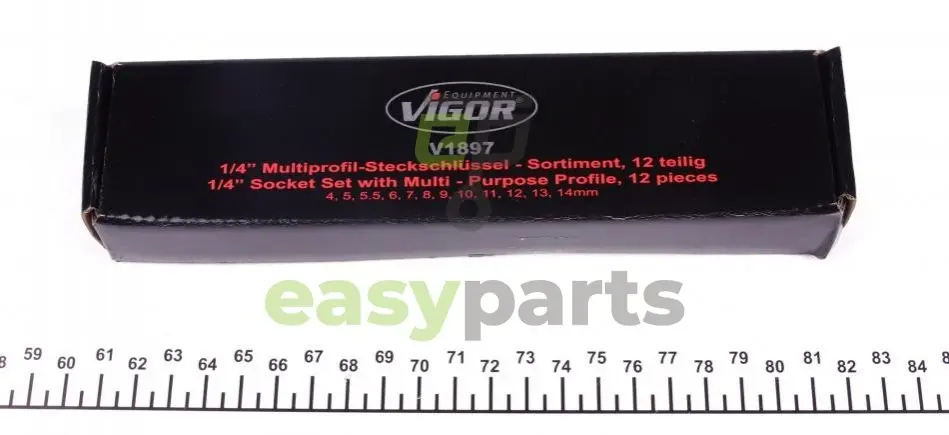 EQUIPMENT
VIGOR®
V1897
1/4” Multiprofil-Steckschlüssel - Sortiment, 12 teilig
1/4” Socket Set with Multi - Purpose Profile, 12 pieces
4, 5, 5.5, 6, 7, 8, 9, 10, 11, 12, 13, 14mm
easyparts
59 60 61 62 63 64 65 66 67 68 69 70 71 72 73 74 75 76 77 78 79 80 81 82 83 84